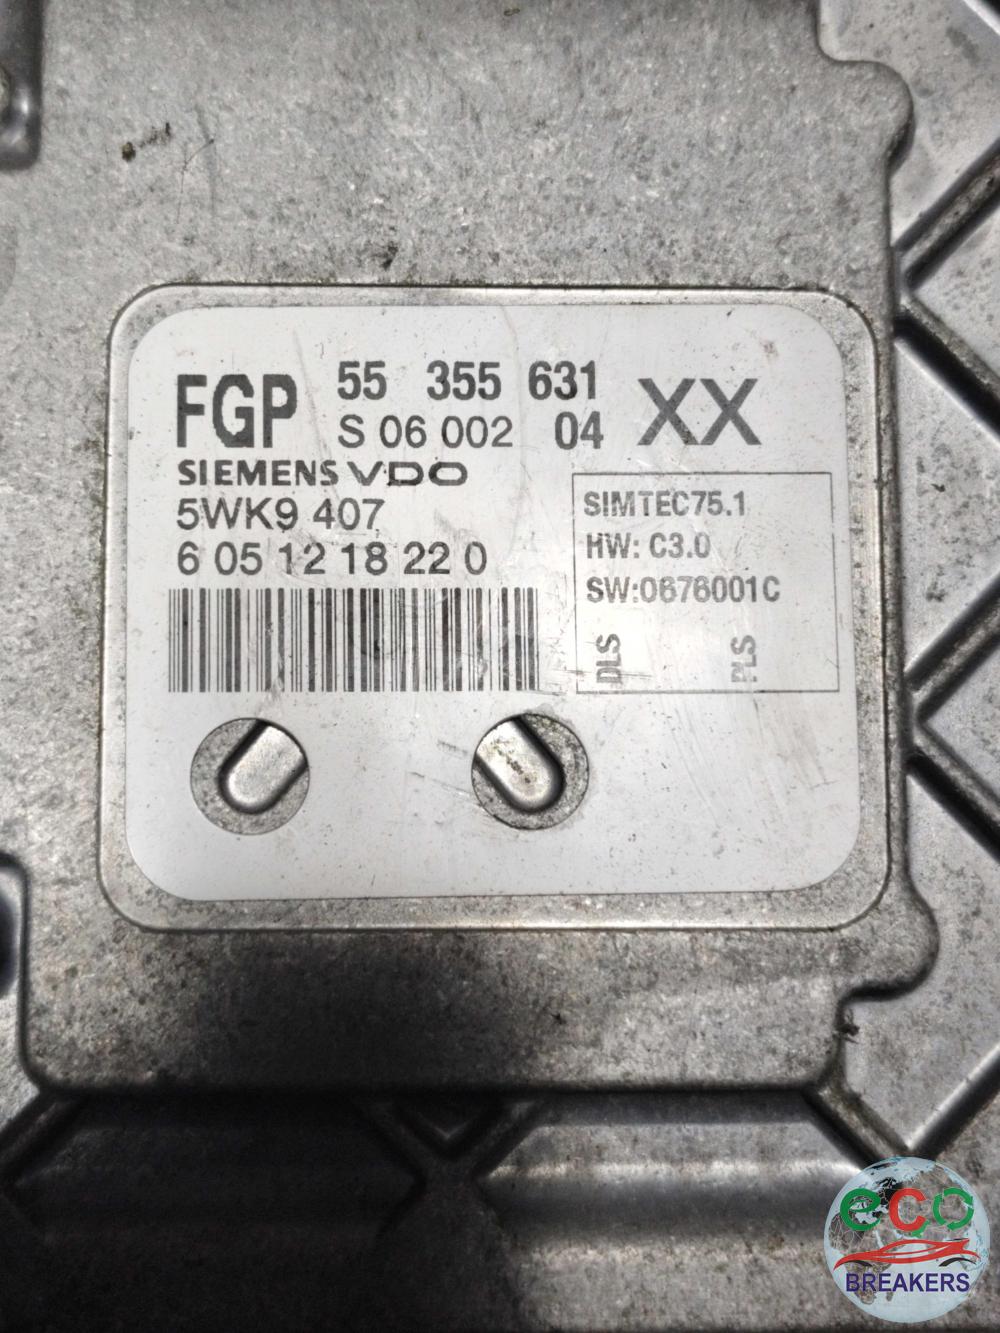 FGP 55 355 631 XX
S 06 002 04
SIEMENS VDO
5WK9 407
6 05 12 18 22 0
SIMTEC75.1
HW: C3.0
SW:0676001C
DLS PLS
eco
BREAKERS